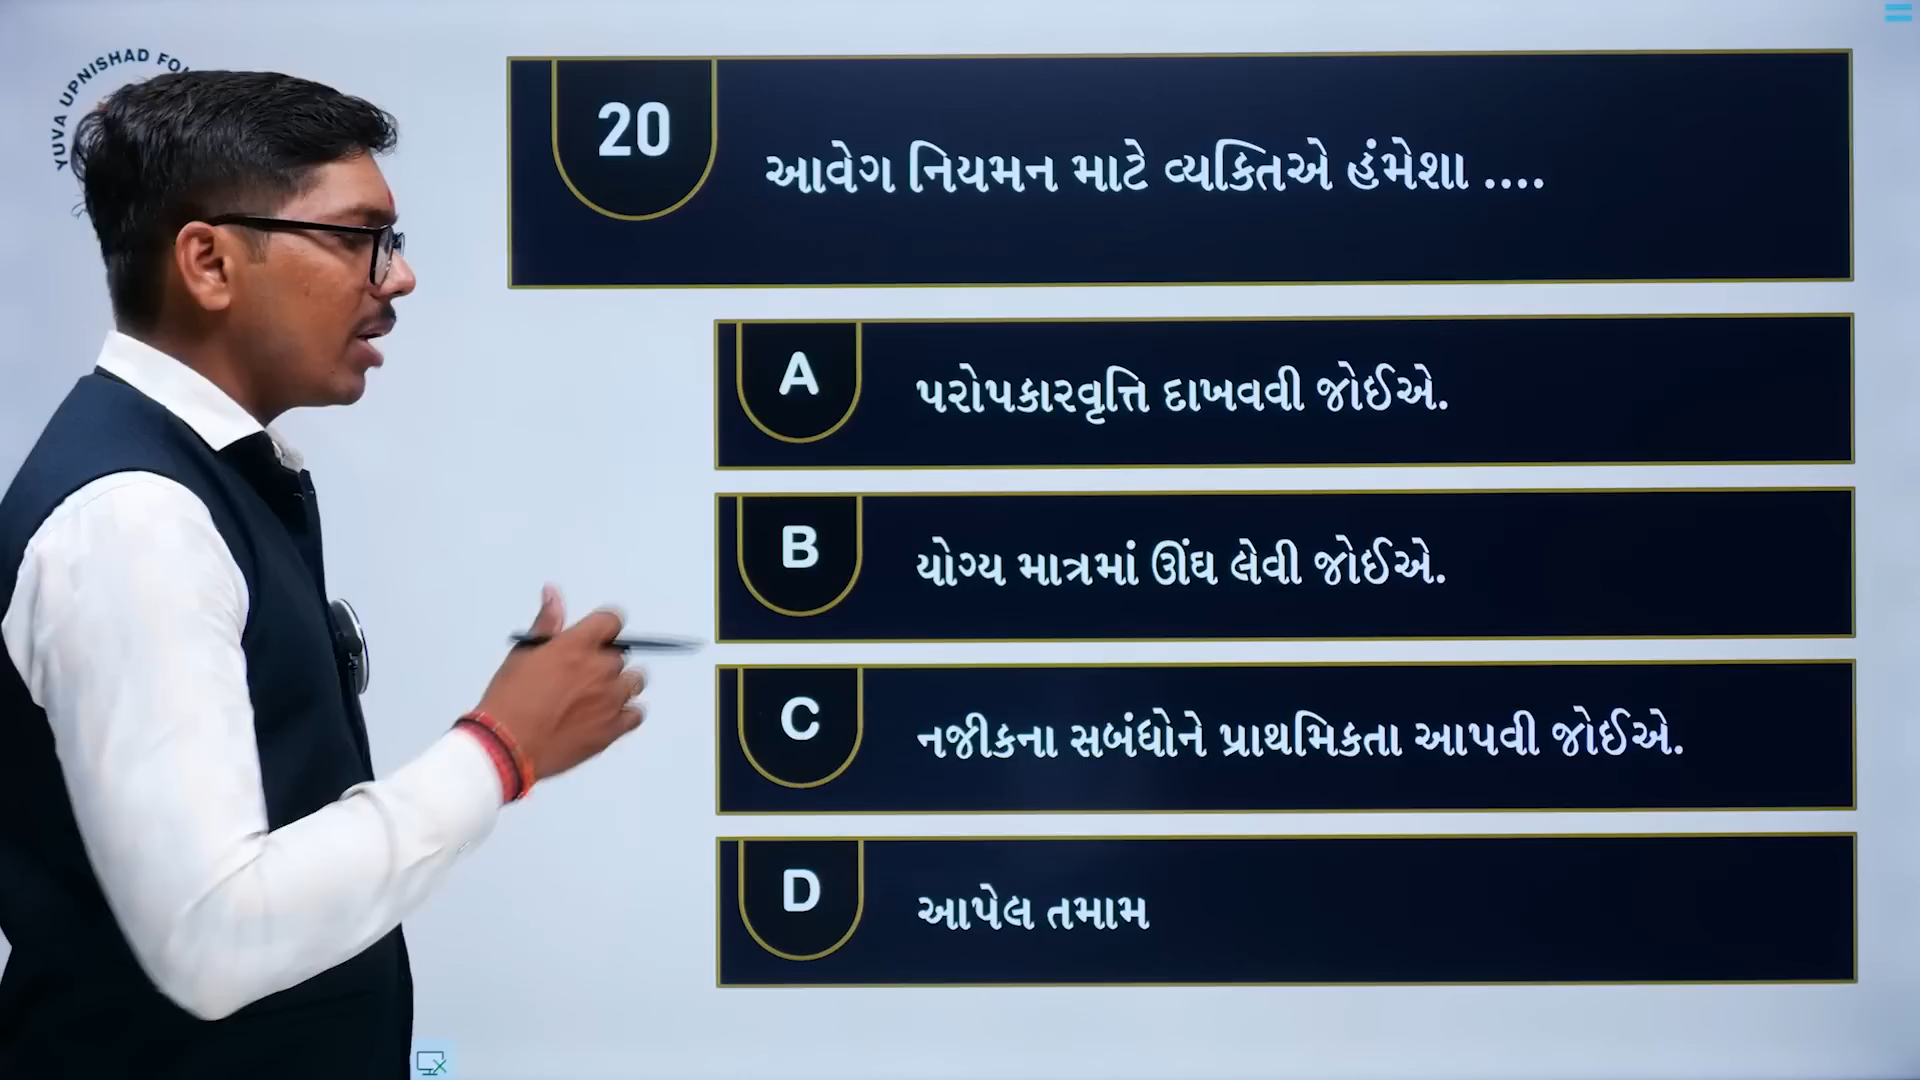 YUVA UPNISHAD
20
આવેગ નિયમન માટે વ્યક્તિએ હંમેશા ....
A
પરોપકારવૃત્તિ દાખવવી જોઈએ.
B
યોગ્ય માત્રમાં ઊંઘ લેવી જોઈએ.
C
નજીકના સબંધોને પ્રાથમિકતા આપવી જોઈએ.
D
આપેલ તમામ